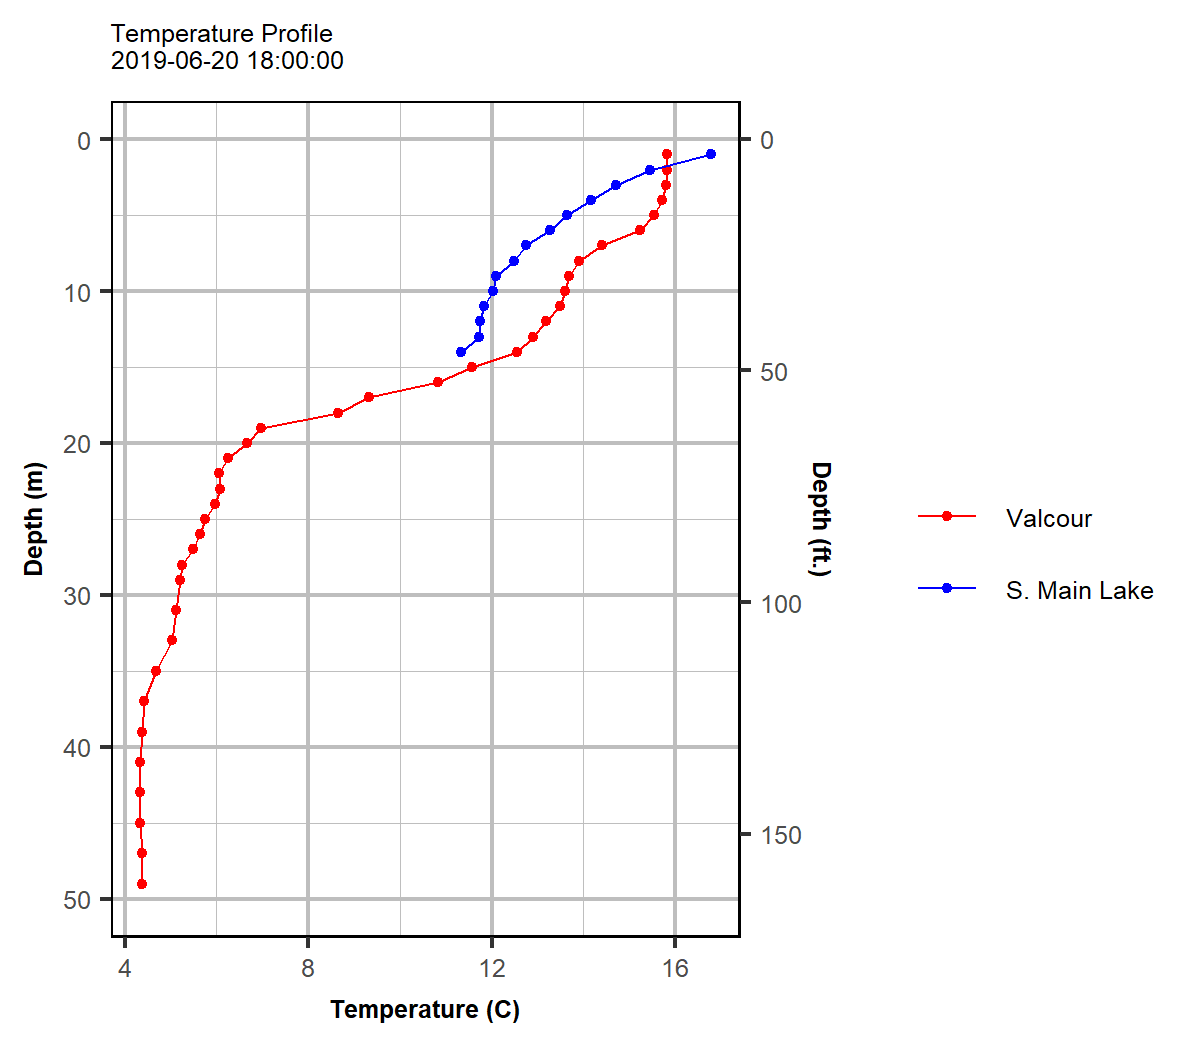 Temperature Profile
2019-06-20 18:00:00
0
10
20
30
40
50
Depth (m)
0
50
100
150
Depth (ft.)
4 8 12 16
Temperature (C)
Valcour
S. Main Lake